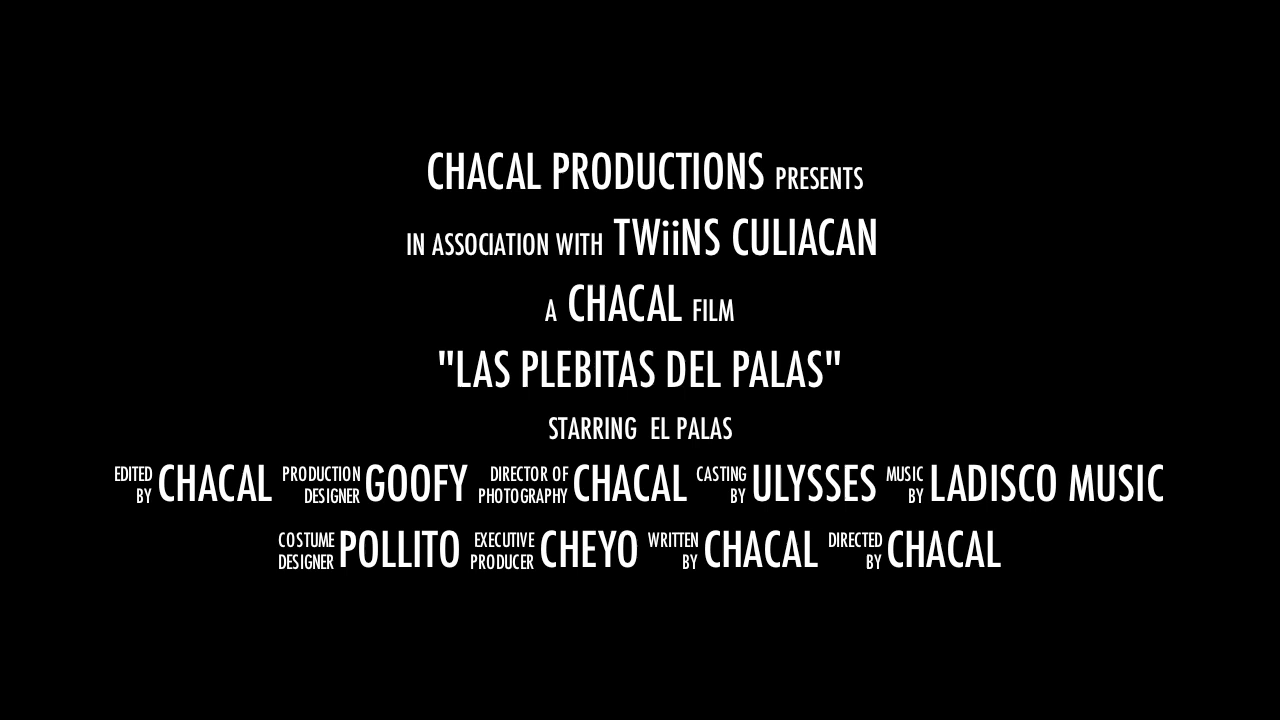 CHACAL PRODUCTIONS PRESENTS
IN ASSOCIATION WITH TWiiNS CULIACAN
A CHACAL FILM
"LAS PLEBITAS DEL PALAS"
STARRING EL PALAS
EDITED BY CHACAL PRODUCTION DESIGNER GOOFY DIRECTOR OF PHOTOGRAPHY CHACAL CASTING BY ULYSSES MUSIC BY LADISCO MUSIC
COSTUME DESIGNER POLLITO EXECUTIVE PRODUCER CHEYO WRITTEN BY CHACAL DIRECTED BY CHACAL